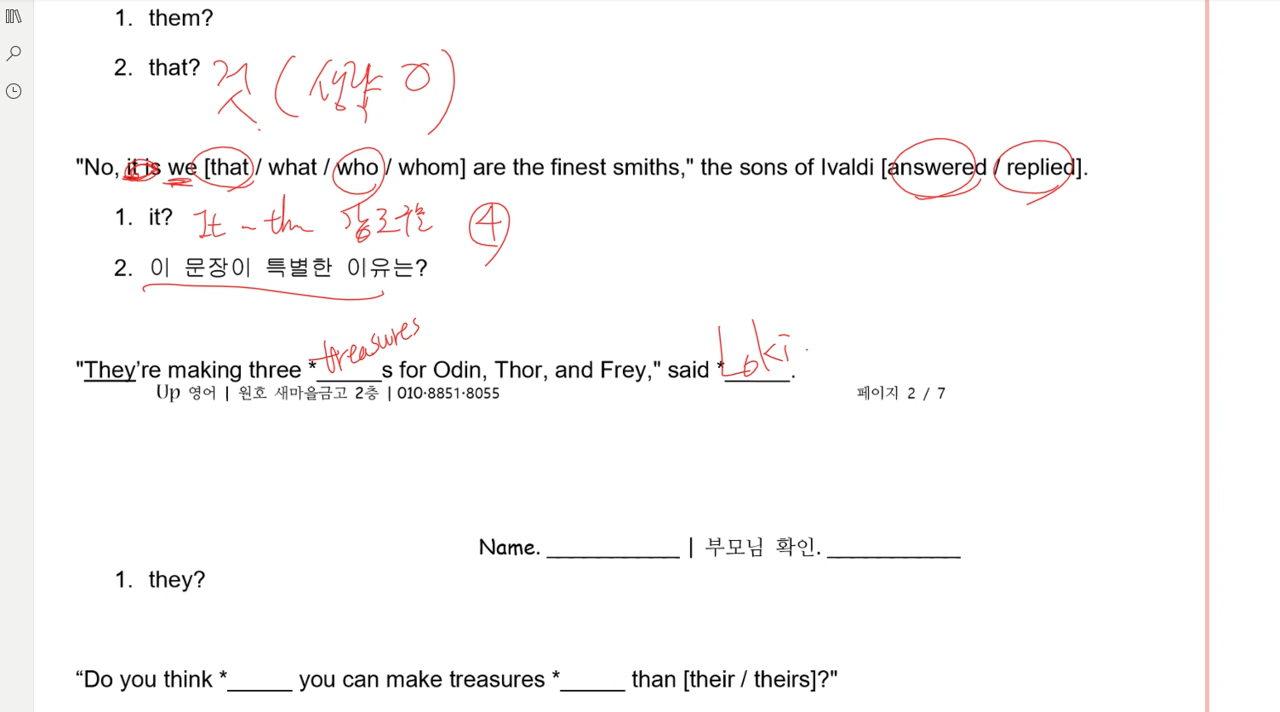 1. them?
2. that? 것 (생략 O)
"No, it is we [that / what / who / whom] are the finest smiths," the sons of Ivaldi [answered / replied].
1. it? It ~ that 강조구문 ④
2. 이 문장이 특별한 이유는?
treasures Loki.
"They're making three *_____s for Odin, Thor, and Frey," said *_____.
Up 영어 | 원호 새마을금고 2층 | 010·8851·8055 페이지 2 / 7
Name. ___________ | 부모님 확인. ___________
1. they?
“Do you think *_____ you can make treasures *_____ than [their / theirs]?"